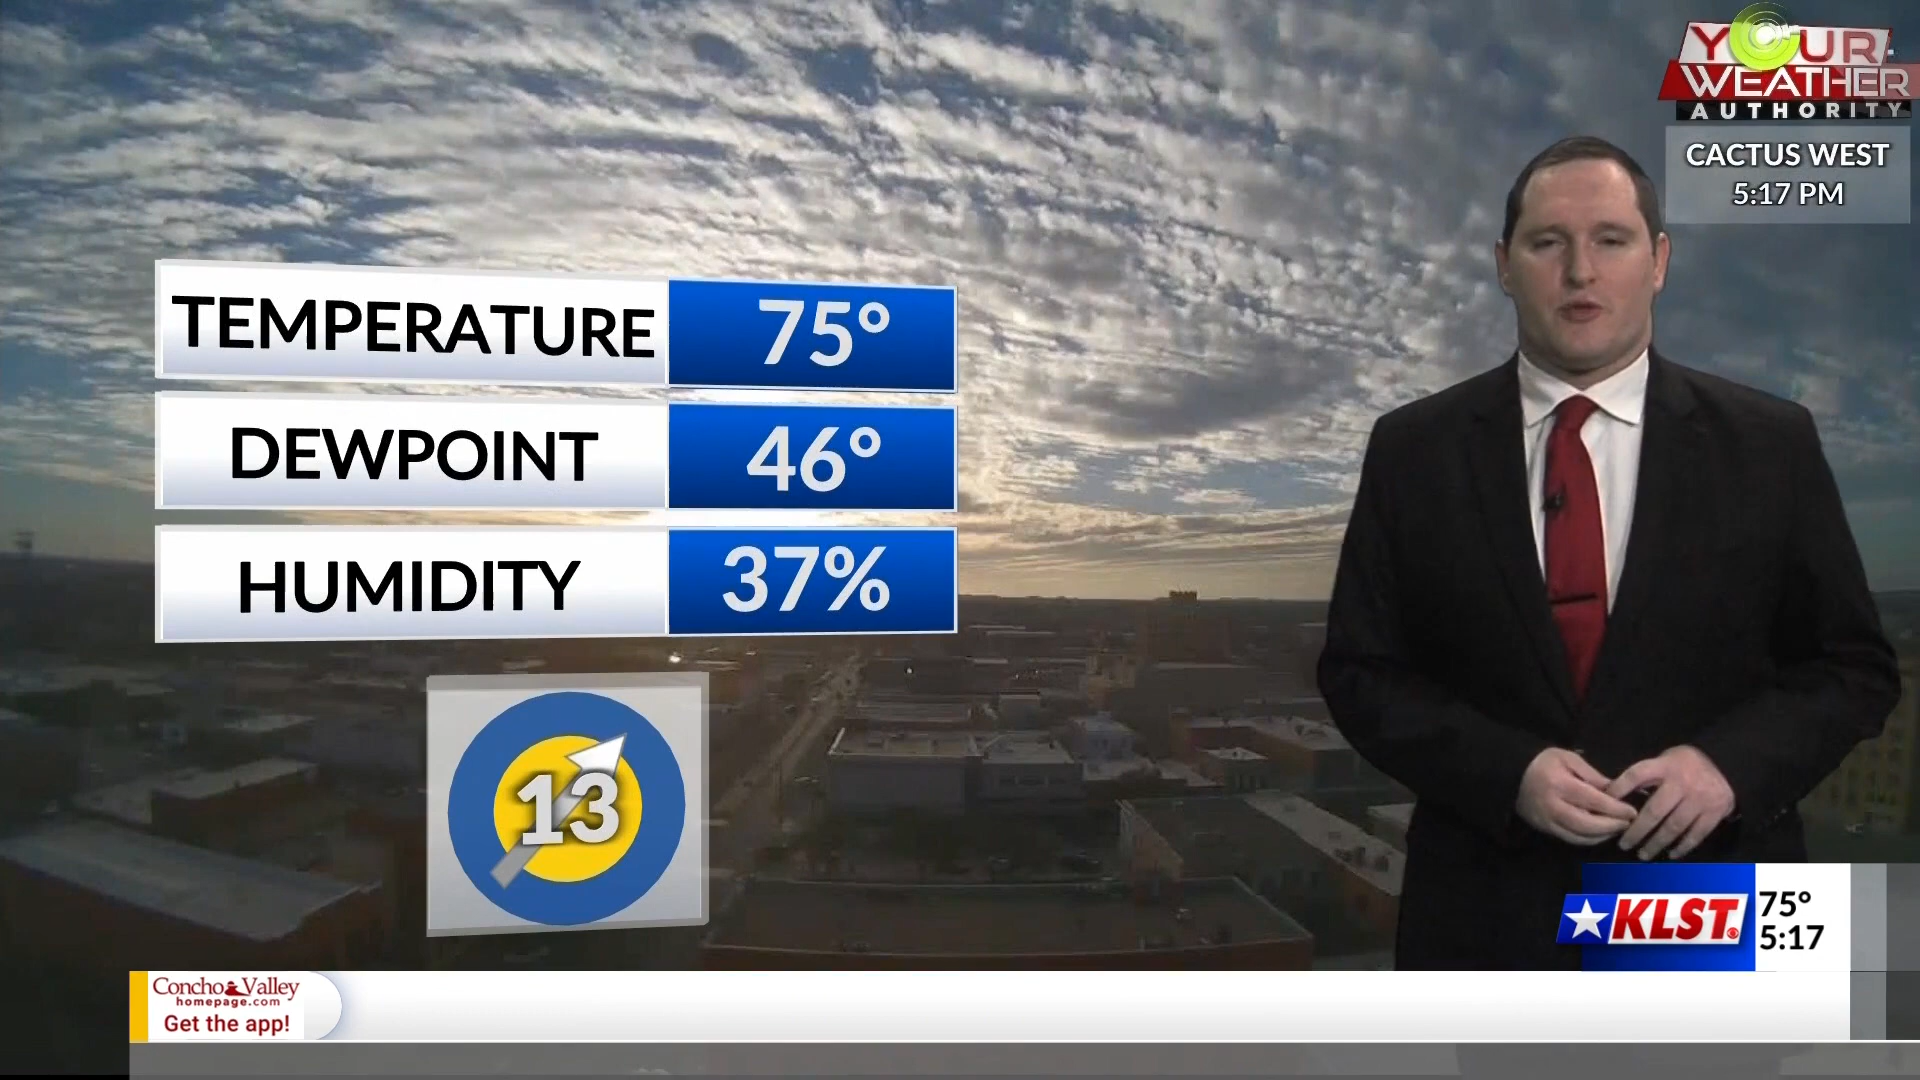 YOUR
WEATHER
AUTHORITY
CACTUS WEST
5:17 PM
TEMPERATURE 75°
DEWPOINT 46°
HUMIDITY 37%
13
KLST
75°
5:17
Concho Valley
homepage.com
Get the app!